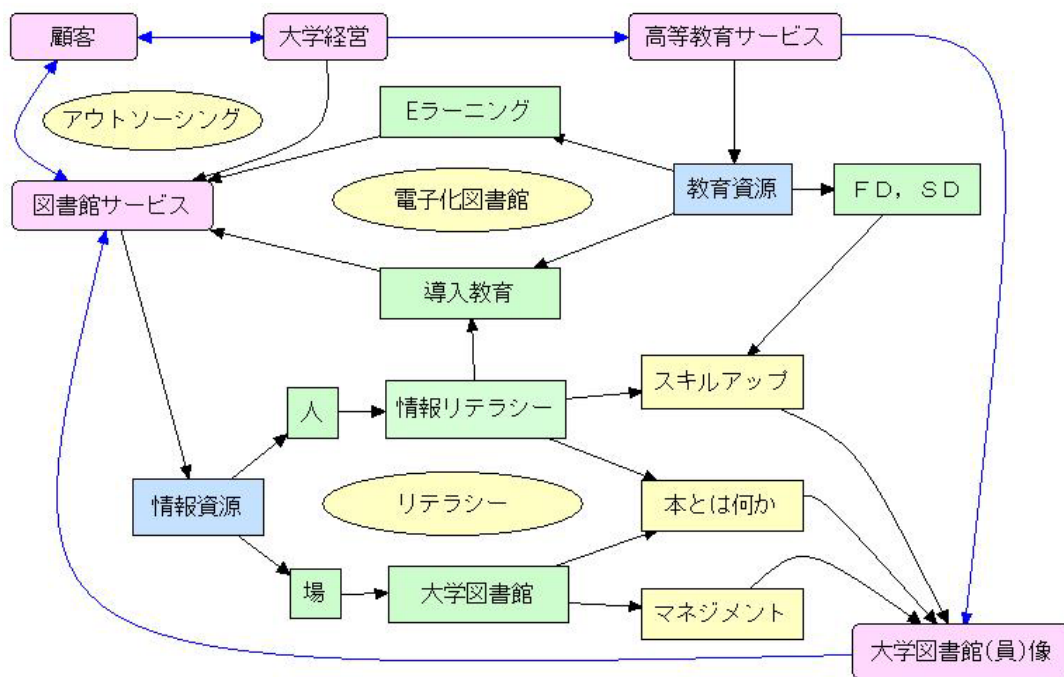 顧客
大学経営
高等教育サービス
アウトソーシング
Eラーニング
図書館サービス
電子化図書館
教育資源
ＦＤ，ＳＤ
導入教育
スキルアップ
人
情報リテラシー
情報資源
リテラシー
本とは何か
場
大学図書館
マネジメント
大学図書館(員)像